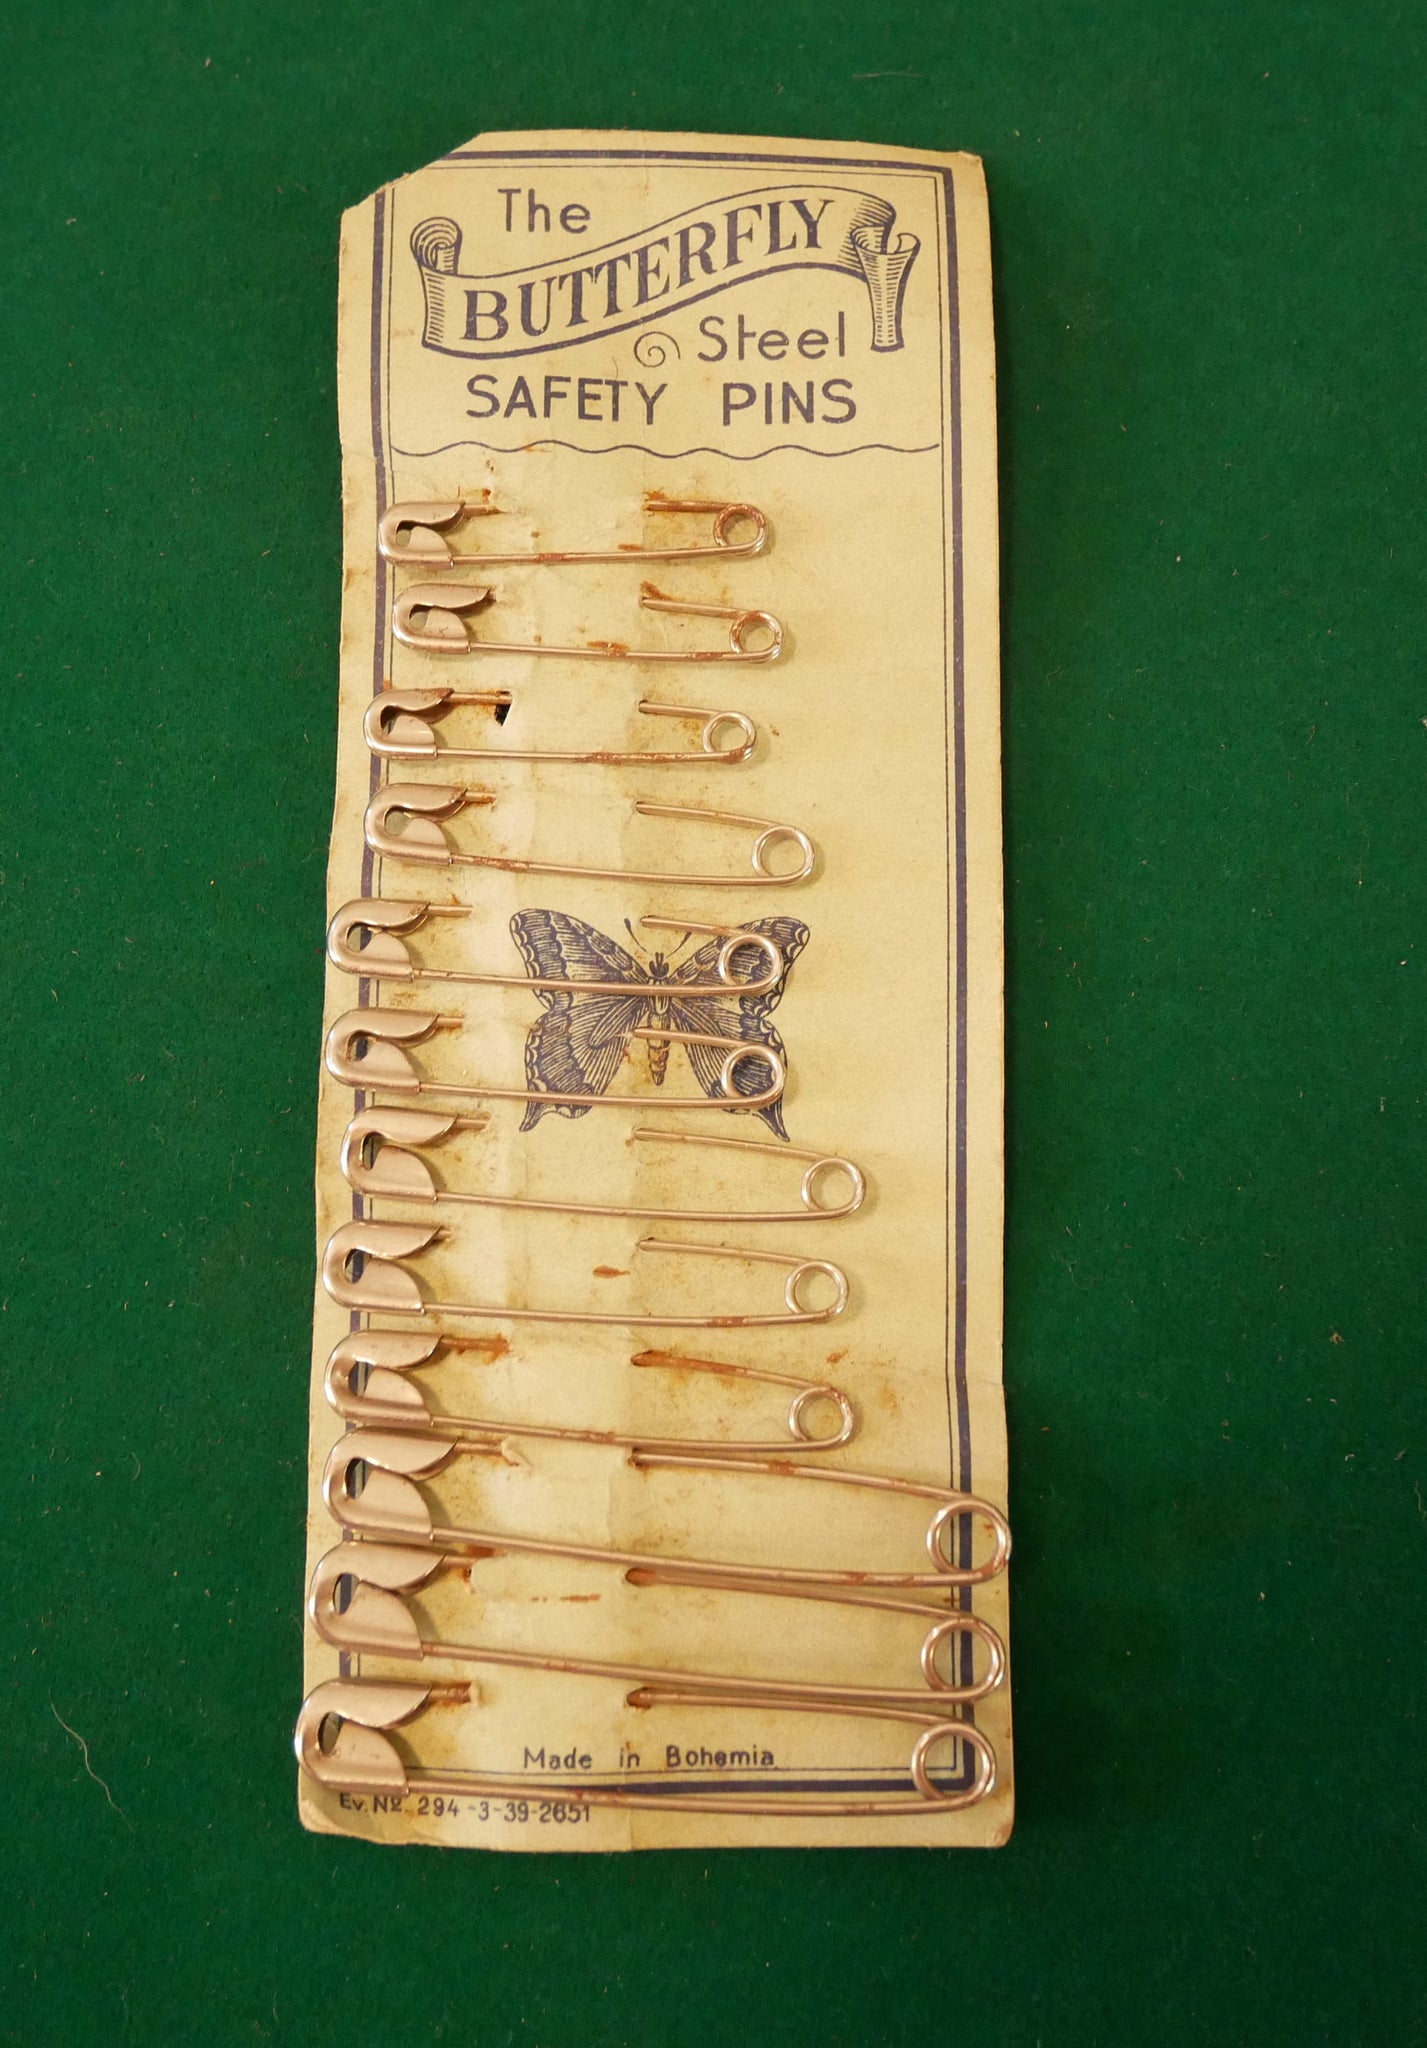 The
BUTTERFLY
Steel
SAFETY PINS
Made in Bohemia
Ev. Nº. 294-3-39-2651